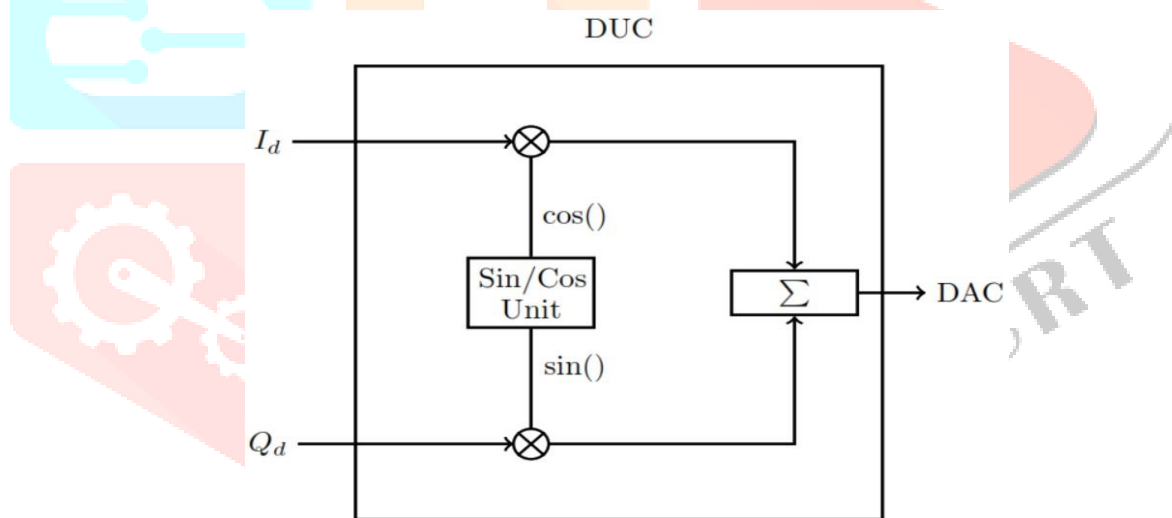 DUC
I_d
cos()
Sin/Cos
Unit
∑
DAC
sin()
Q_d